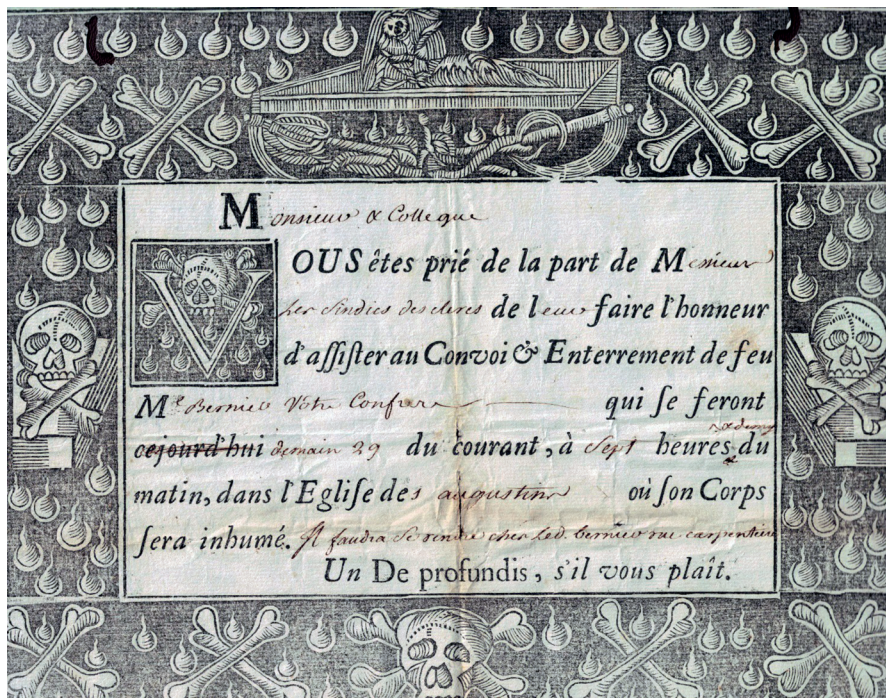 Monsieur & Collegue
VOUS êtes prié de la part de Messieurs
les Sindics des clercs de leur faire l'honneur
d'aſſiſter au Convoi & Enterrement de feu
Me Bernier Votre Confrere qui ſe feront
& demy
cejourd'hui demain 29 du courant, à sept heures du
matin, dans l'Egliſe des augustins où ſon Corps
ſera inhumé. Il faudra se rendre chés led. bernier rue carpentier
Un De profundis, s'il vous plaît.